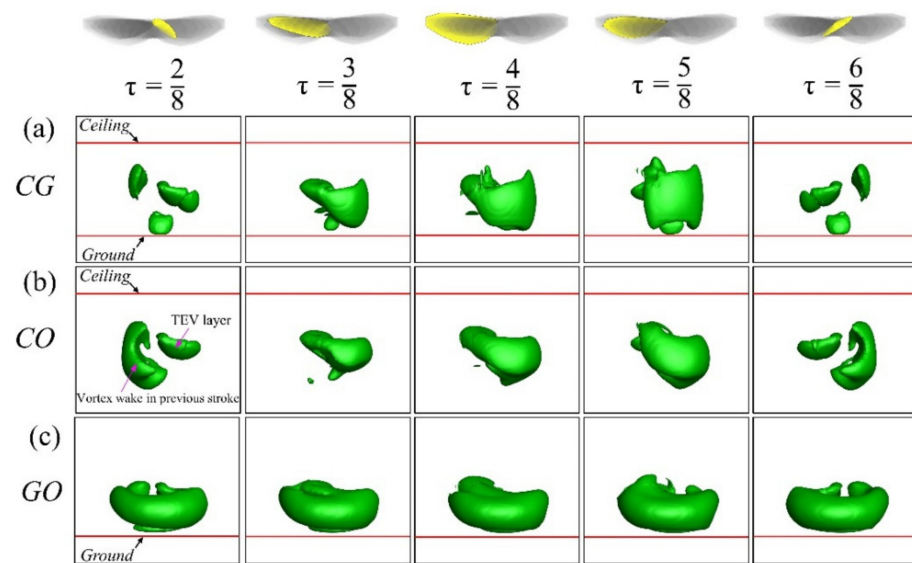 τ = 2/8 τ = 3/8 τ = 4/8 τ = 5/8 τ = 6/8
(a)
Ceiling
CG
Ground
(b)
Ceiling
CO
TEV layer
Vortex wake in previous stroke
(c)
GO
Ground